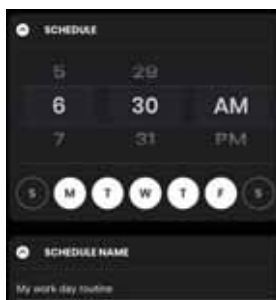 SCHEDULE
5 29
6 30 AM
7 31 PM
S M T W T F S
SCHEDULE NAME
My work day routine